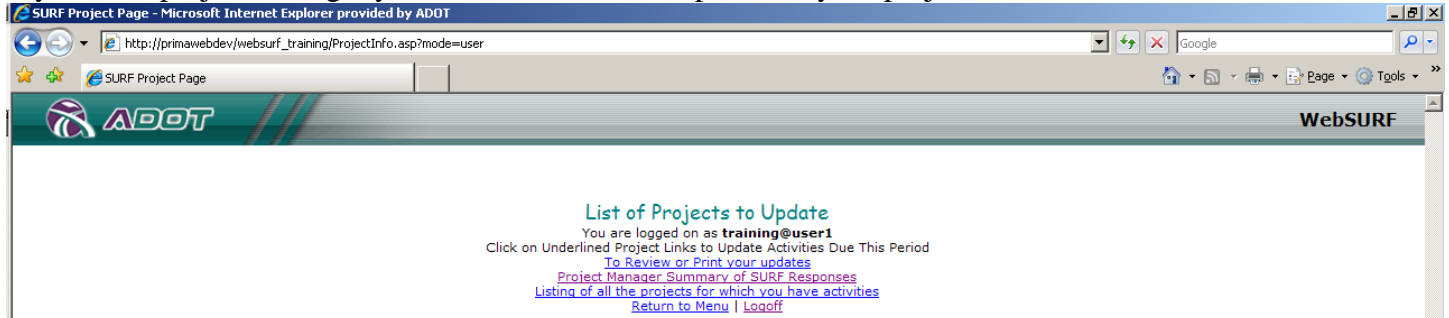 SURF Project Page - Microsoft Internet Explorer provided by ADOT
http://primawebdev/websurf_training/ProjectInfo.asp?mode=user
Google
SURF Project Page
Page
Tools
»
ADOT
WebSURF
List of Projects to Update
You are logged on as training@user1
Click on Underlined Project Links to Update Activities Due This Period
To Review or Print your updates
Project Manager Summary of SURF Responses
Listing of all the projects for which you have activities
Return to Menu | Logoff